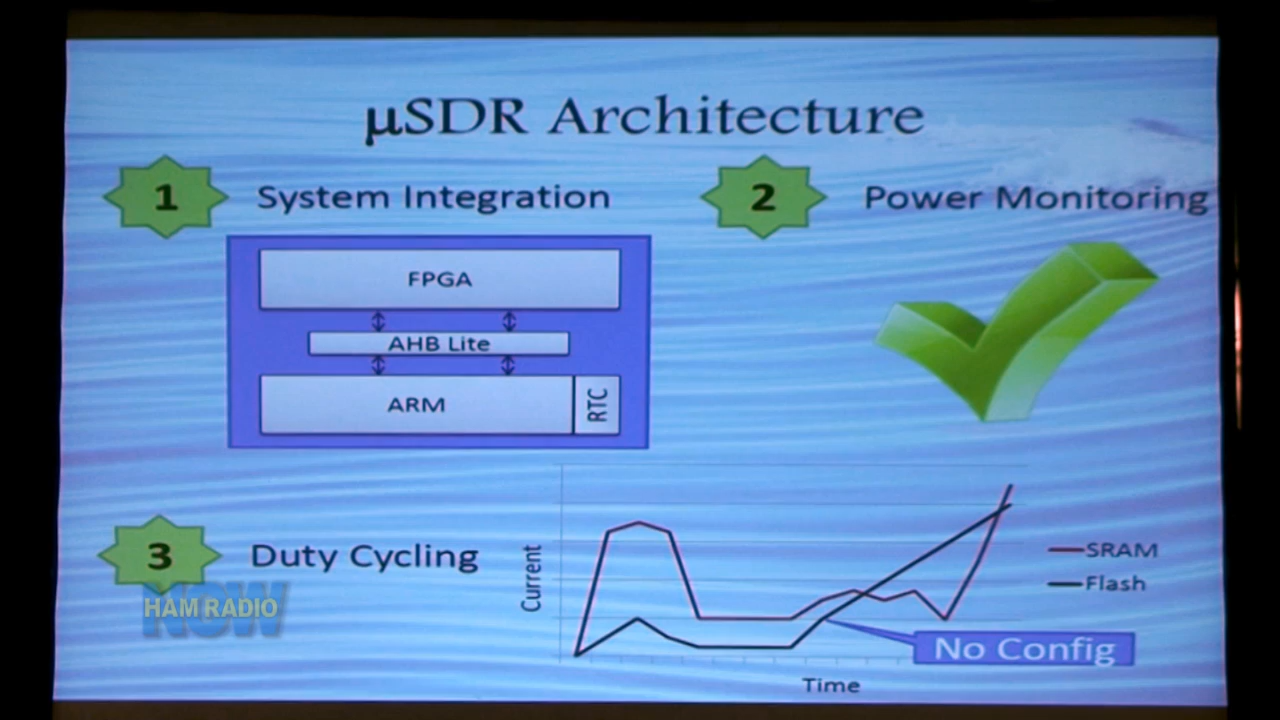 μSDR Architecture
1 System Integration
2 Power Monitoring
FPGA
AHB Lite
ARM
RTC
3 Duty Cycling
Current
SRAM
Flash
No Config
Time
HAM RADIO
NOW